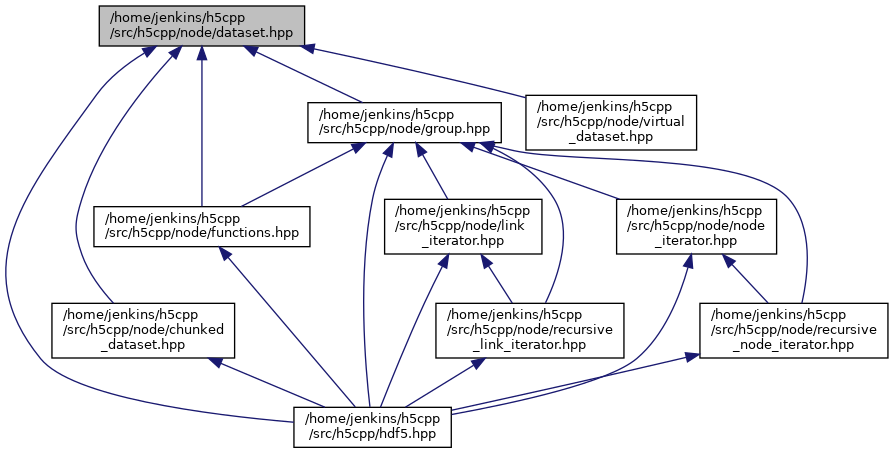 /home/jenkins/h5cpp
/src/h5cpp/node/dataset.hpp
/home/jenkins/h5cpp
/src/h5cpp/node/group.hpp
/home/jenkins/h5cpp
/src/h5cpp/node/virtual
_dataset.hpp
/home/jenkins/h5cpp
/src/h5cpp/node/functions.hpp
/home/jenkins/h5cpp
/src/h5cpp/node/link
_iterator.hpp
/home/jenkins/h5cpp
/src/h5cpp/node/node
_iterator.hpp
/home/jenkins/h5cpp
/src/h5cpp/node/chunked
_dataset.hpp
/home/jenkins/h5cpp
/src/h5cpp/node/recursive
_link_iterator.hpp
/home/jenkins/h5cpp
/src/h5cpp/node/recursive
_node_iterator.hpp
/home/jenkins/h5cpp
/src/h5cpp/hdf5.hpp